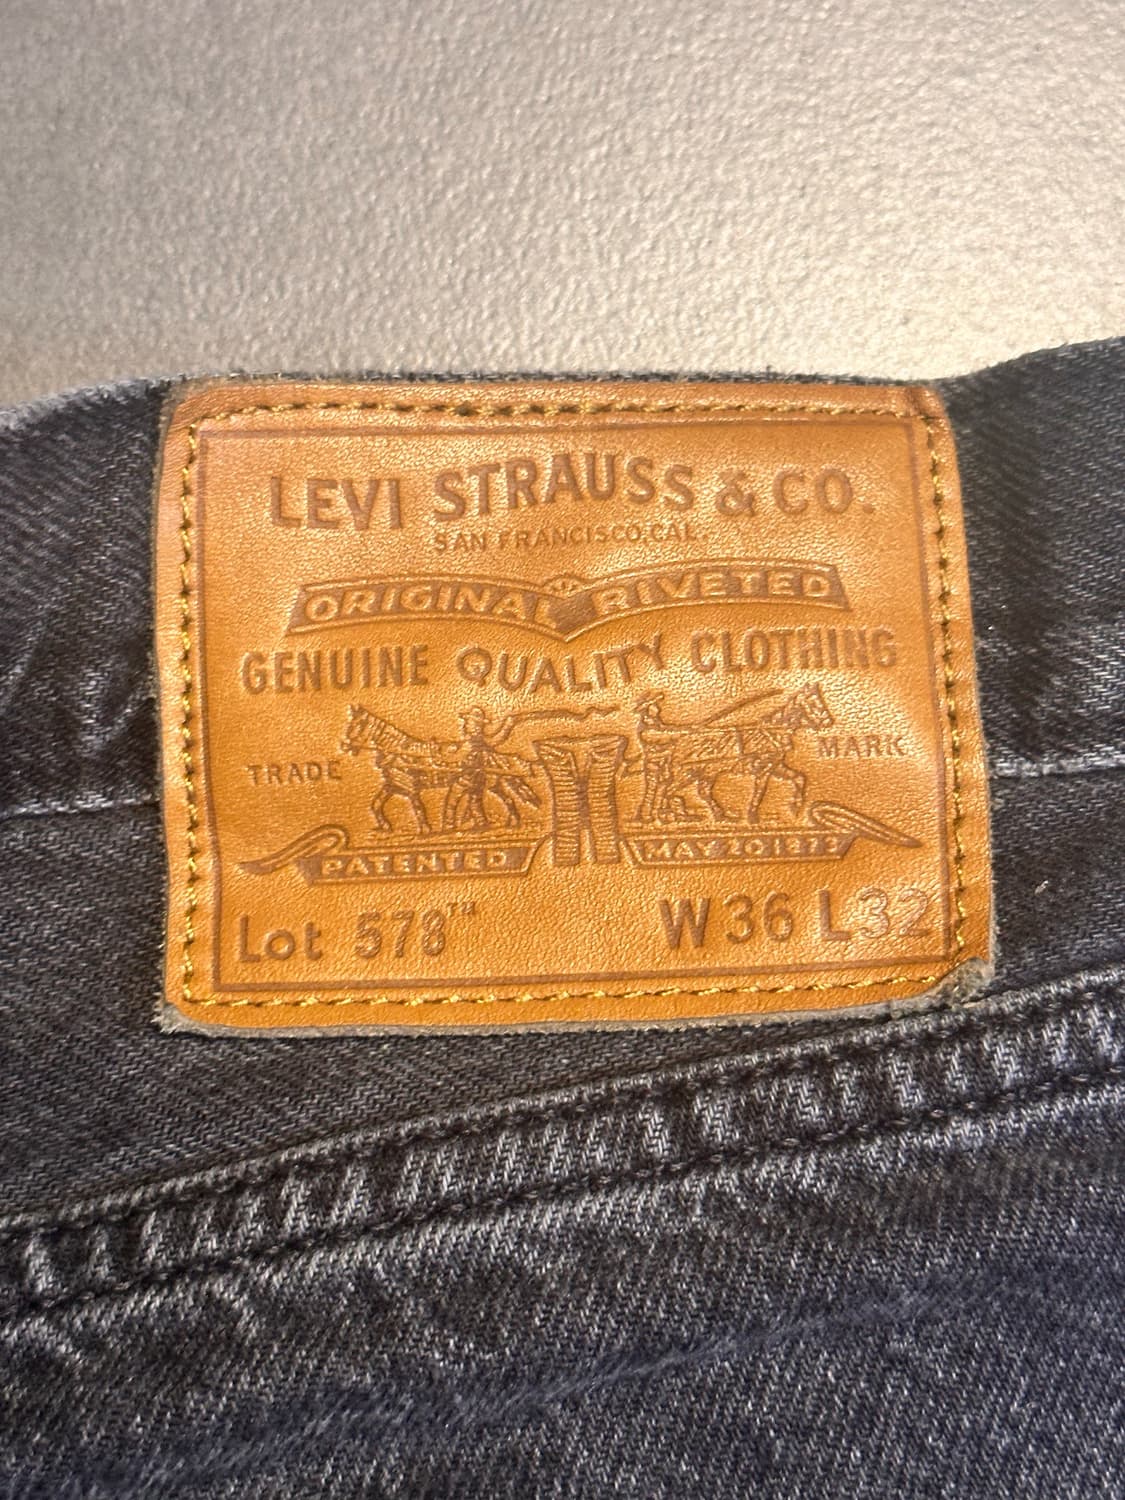 LEVI STRAUSS & CO.
SAN FRANCISCO, CAL.
ORIGINAL RIVETED
GENUINE QUALITY CLOTHING
TRADE MARK
PATENTED MAY 20 1873
Lot 578™ W36 L32